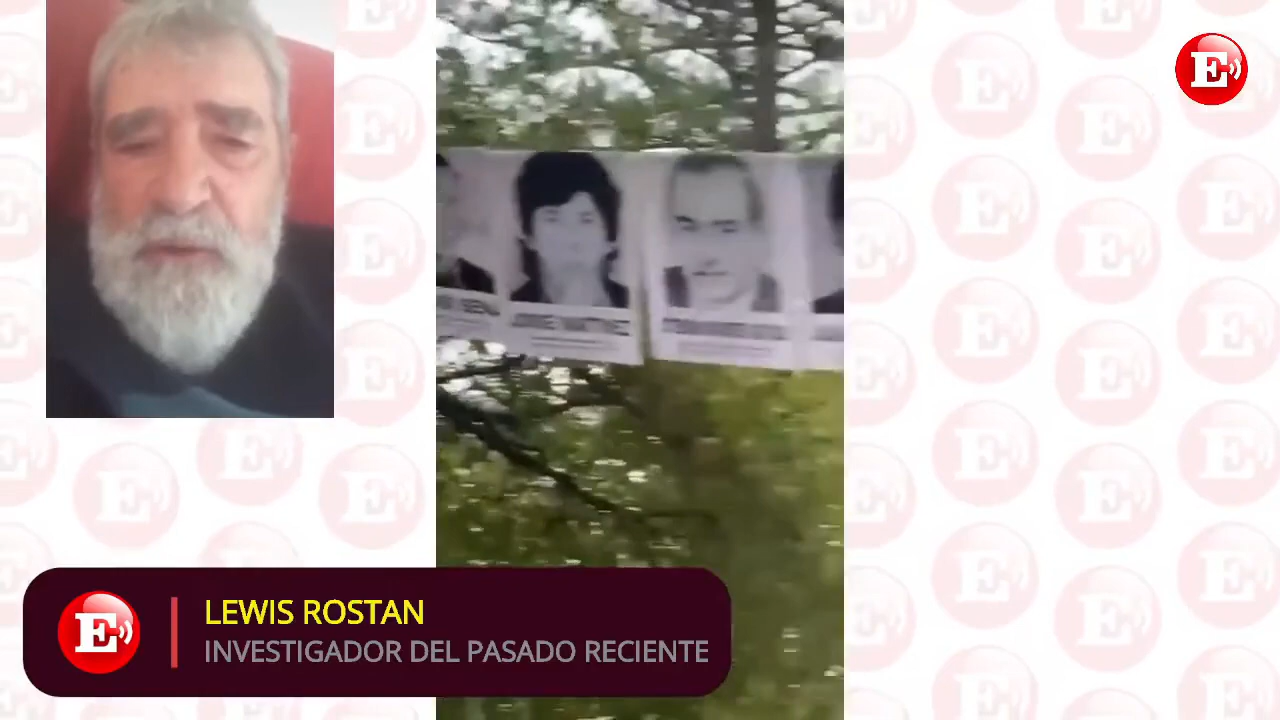 E
E
LEWIS ROSTAN
INVESTIGADOR DEL PASADO RECIENTE